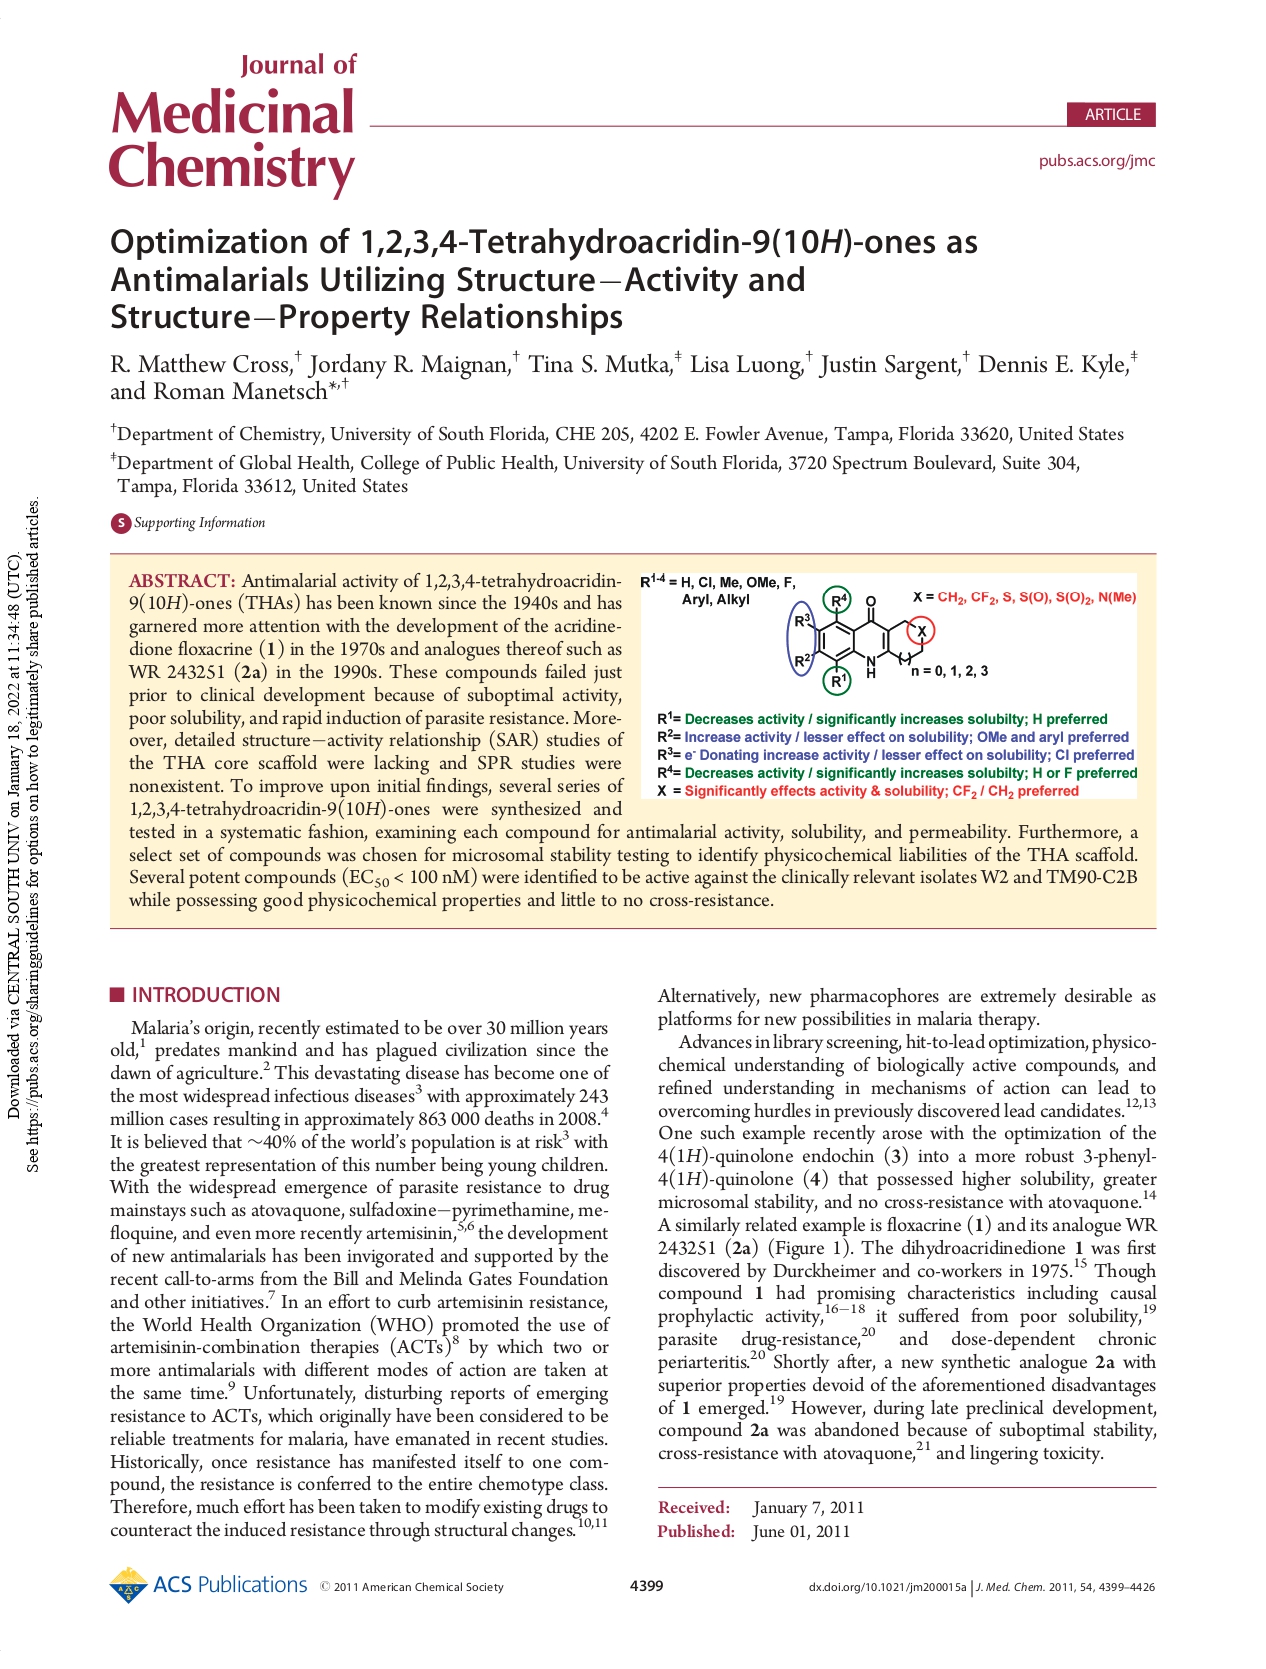 Journal of
Medicinal
Chemistry
ARTICLE
pubs.acs.org/jmc
Optimization of 1,2,3,4-Tetrahydroacridin-9(10H)-ones as
Antimalarials Utilizing Structure−Activity and
Structure−Property Relationships
R. Matthew Cross,† Jordany R. Maignan,† Tina S. Mutka,‡ Lisa Luong,† Justin Sargent,† Dennis E. Kyle,‡
and Roman Manetsch*,†
†Department of Chemistry, University of South Florida, CHE 205, 4202 E. Fowler Avenue, Tampa, Florida 33620, United States
‡Department of Global Health, College of Public Health, University of South Florida, 3720 Spectrum Boulevard, Suite 304,
Tampa, Florida 33612, United States
S Supporting Information
ABSTRACT: Antimalarial activity of 1,2,3,4-tetrahydroacridin-
9(10H)-ones (THAs) has been known since the 1940s and has
garnered more attention with the development of the acridine-
dione floxacrine (1) in the 1970s and analogues thereof such as
WR 243251 (2a) in the 1990s. These compounds failed just
prior to clinical development because of suboptimal activity,
poor solubility, and rapid induction of parasite resistance. More-
over, detailed structure−activity relationship (SAR) studies of
the THA core scaffold were lacking and SPR studies were
nonexistent. To improve upon initial findings, several series of
1,2,3,4-tetrahydroacridin-9(10H)-ones were synthesized and
tested in a systematic fashion, examining each compound for antimalarial activity, solubility, and permeability. Furthermore, a
select set of compounds was chosen for microsomal stability testing to identify physicochemical liabilities of the THA scaffold.
Several potent compounds (EC50 < 100 nM) were identified to be active against the clinically relevant isolates W2 and TM90-C2B
while possessing good physicochemical properties and little to no cross-resistance.
R1-4 = H, Cl, Me, OMe, F,
Aryl, Alkyl
X = CH2, CF2, S, S(O), S(O)2, N(Me)
R4
O
R3
X
R2
N
H
( )
n = 0, 1, 2, 3
R1
R1= Decreases activity / significantly increases solubilty; H preferred
R2= Increase activity / lesser effect on solubility; OMe and aryl preferred
R3= e- Donating increase activity / lesser effect on solubility; Cl preferred
R4= Decreases activity / significantly increases solubilty; H or F preferred
X = Significantly effects activity & solubility; CF2 / CH2 preferred
INTRODUCTION
Malaria's origin, recently estimated to be over 30 million years
old,1 predates mankind and has plagued civilization since the
dawn of agriculture.2 This devastating disease has become one of
the most widespread infectious diseases3 with approximately 243
million cases resulting in approximately 863 000 deaths in 2008.4
It is believed that ∼40% of the world's population is at risk3 with
the greatest representation of this number being young children.
With the widespread emergence of parasite resistance to drug
mainstays such as atovaquone, sulfadoxine−pyrimethamine, me-
floquine, and even more recently artemisinin,5,6 the development
of new antimalarials has been invigorated and supported by the
recent call-to-arms from the Bill and Melinda Gates Foundation
and other initiatives.7 In an effort to curb artemisinin resistance,
the World Health Organization (WHO) promoted the use of
artemisinin-combination therapies (ACTs)8 by which two or
more antimalarials with different modes of action are taken at
the same time.9 Unfortunately, disturbing reports of emerging
resistance to ACTs, which originally have been considered to be
reliable treatments for malaria, have emanated in recent studies.
Historically, once resistance has manifested itself to one com-
pound, the resistance is conferred to the entire chemotype class.
Therefore, much effort has been taken to modify existing drugs to
counteract the induced resistance through structural changes.10,11
Alternatively, new pharmacophores are extremely desirable as
platforms for new possibilities in malaria therapy.
Advances in library screening, hit-to-lead optimization, physico-
chemical understanding of biologically active compounds, and
refined understanding in mechanisms of action can lead to
overcoming hurdles in previously discovered lead candidates.12,13
One such example recently arose with the optimization of the
4(1H)-quinolone endochin (3) into a more robust 3-phenyl-
4(1H)-quinolone (4) that possessed higher solubility, greater
microsomal stability, and no cross-resistance with atovaquone.14
A similarly related example is floxacrine (1) and its analogue WR
243251 (2a) (Figure 1). The dihydroacridinedione 1 was first
discovered by Durckheimer and co-workers in 1975.15 Though
compound 1 had promising characteristics including causal
prophylactic activity,16−18 it suffered from poor solubility,19
parasite drug-resistance,20 and dose-dependent chronic
periarteritis.20 Shortly after, a new synthetic analogue 2a with
superior properties devoid of the aforementioned disadvantages
of 1 emerged.19 However, during late preclinical development,
compound 2a was abandoned because of suboptimal stability,
cross-resistance with atovaquone,21 and lingering toxicity.
Received: January 7, 2011
Published: June 01, 2011
ACS Publications
© 2011 American Chemical Society
4399
dx.doi.org/10.1021/jm200015a | J. Med. Chem. 2011, 54, 4399–4426
Downloaded via CENTRAL SOUTH UNIV on January 18, 2022 at 11:34:48 (UTC).
See https://pubs.acs.org/sharingguidelines for options on how to legitimately share published articles.